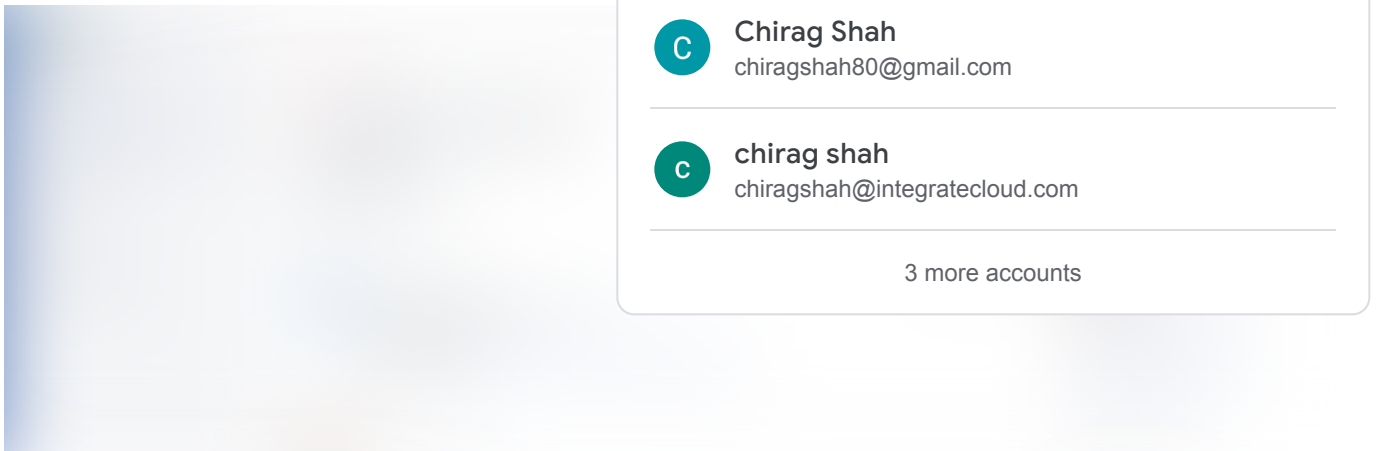 C
Chirag Shah
chiragshah80@gmail.com
c
chirag shah
chiragshah@integratecloud.com
3 more accounts